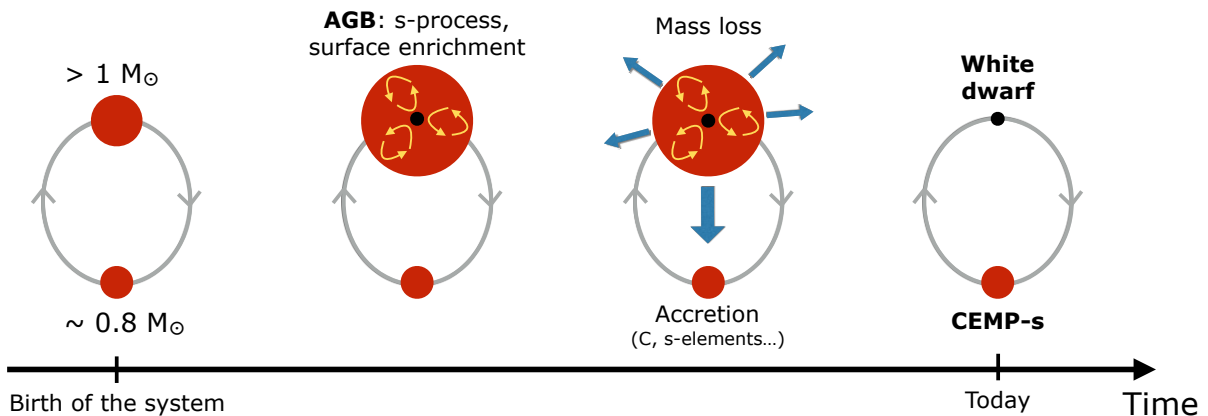 > 1 M☉
~ 0.8 M☉
AGB: s-process,
surface enrichment
Mass loss
Accretion
(C, s-elements…)
White
dwarf
CEMP-s
Birth of the system
Today
Time